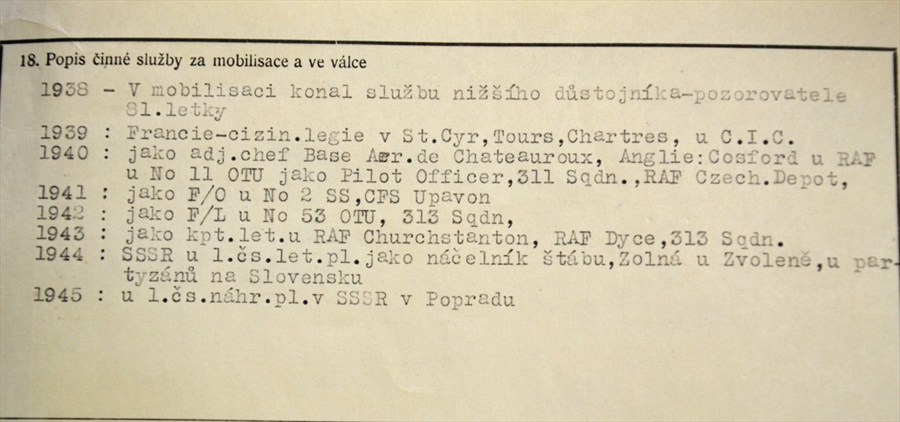 18. Popis činné služby za mobilisace a ve válce
1938 - V mobilisaci konal službu nižšího důstojníka-pozorovatele
81.letky
1939 : Francie-cizin.legie v St.Cyr,Tours,Chartres, u C.I.C.
1940 : jako adj.chef Base Aer.de Chateauroux, Anglie:Cosford u RAF
u No 11 OTU jako Pilot Officer,311 Sqdn.,RAF Czech.Depot,
1941 : jako F/O u No 2 SS,CFS Upavon
1942 : jako F/L u No 53 OTU, 313 Sqdn,
1943 : jako kpt.let.u RAF Churchstanton, RAF Dyce,313 Sqdn.
1944 : SSSR u 1.čs.let.pl.jako náčelník štábu,Zolná u Zvoleně,u par-
tyzánů na Slovensku
1945 : u 1.čs.náhr.pl.v SSSR v Popradu